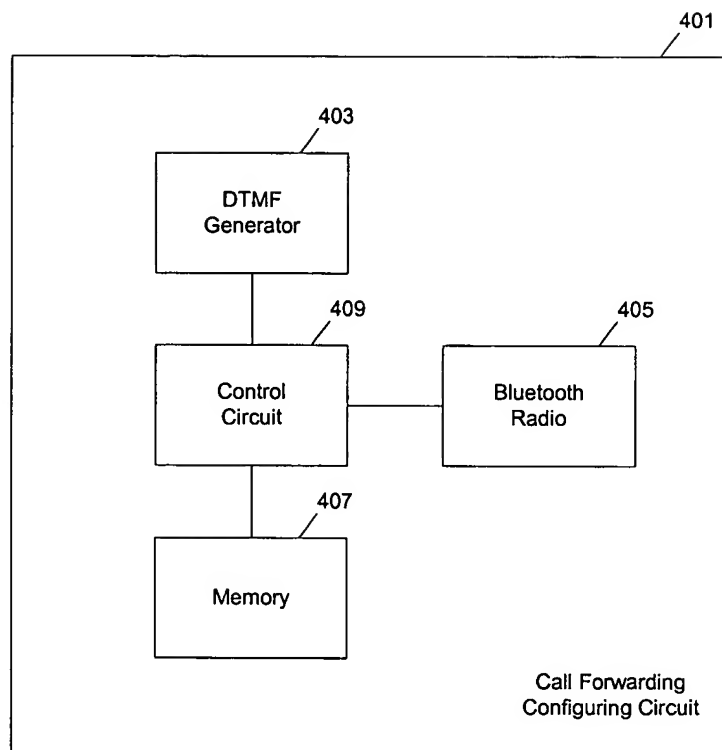 401
403
DTMF
Generator
409
Control
Circuit
405
Bluetooth
Radio
407
Memory
Call Forwarding
Configuring Circuit